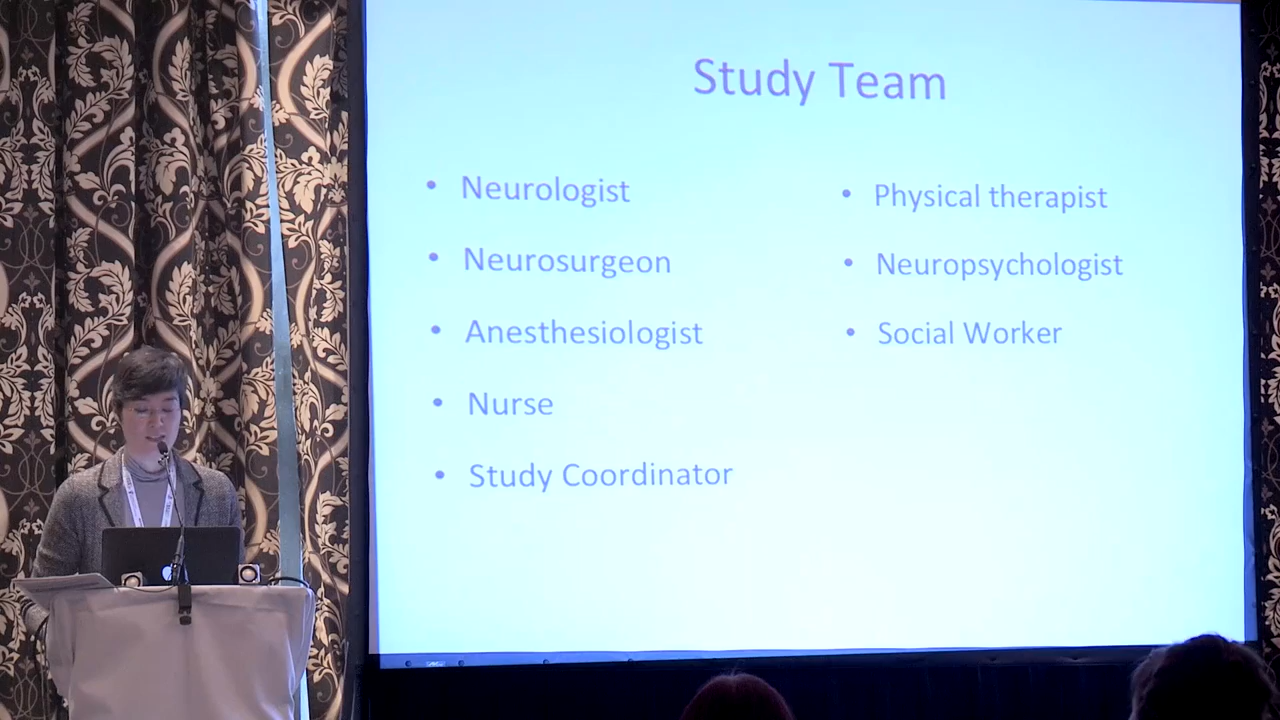 Study Team
• Neurologist
• Neurosurgeon
• Anesthesiologist
• Nurse
• Study Coordinator
• Physical therapist
• Neuropsychologist
• Social Worker